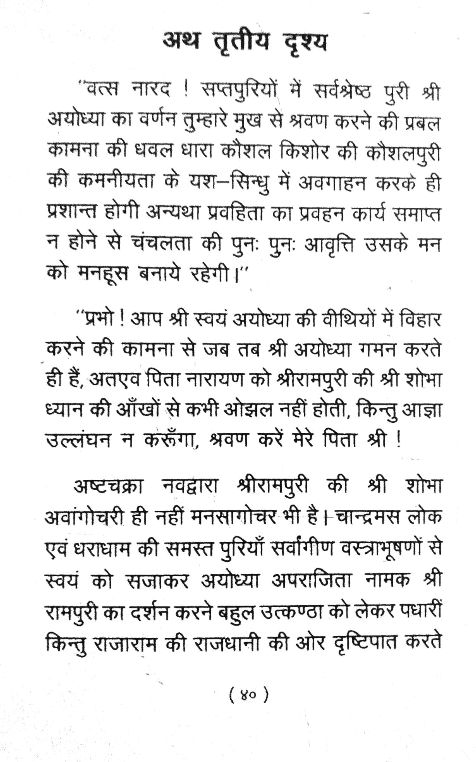 अथ तृतीय दृश्य
"वत्स नारद ! सप्तपुरियों में सर्वश्रेष्ठ पुरी श्री
अयोध्या का वर्णन तुम्हारे मुख से श्रवण करने की प्रबल
कामना की धवल धारा कौशल किशोर की कौशलपुरी
की कमनीयता के यश-सिन्धु में अवगाहन करके ही
प्रशान्त होगी अन्यथा प्रवहिता का प्रवहन कार्य समाप्त
न होने से चंचलता की पुनः पुनः आवृत्ति उसके मन
को मनहूस बनाये रहेगी।"
"प्रभो ! आप श्री स्वयं अयोध्या की वीथियों में विहार
करने की कामना से जब तब श्री अयोध्या गमन करते
ही हैं, अतएव पिता नारायण को श्रीरामपुरी की श्री शोभा
ध्यान की आँखों से कभी ओझल नहीं होती, किन्तु आज्ञा
उल्लंघन न करूँगा, श्रवण करें मेरे पिता श्री !
अष्टचक्रा नवद्वारा श्रीरामपुरी की श्री शोभा
अवांगोचरी ही नहीं मनसागोचर भी है। चान्द्रमस लोक
एवं धराधाम की समस्त पुरियाँ सर्वांगीण वस्त्राभूषणों से
स्वयं को सजाकर अयोध्या अपराजिता नामक श्री
रामपुरी का दर्शन करने बहुल उत्कण्ठा को लेकर पधारीं
किन्तु राजाराम की राजधानी की ओर दृष्टिपात करते
( ४० )